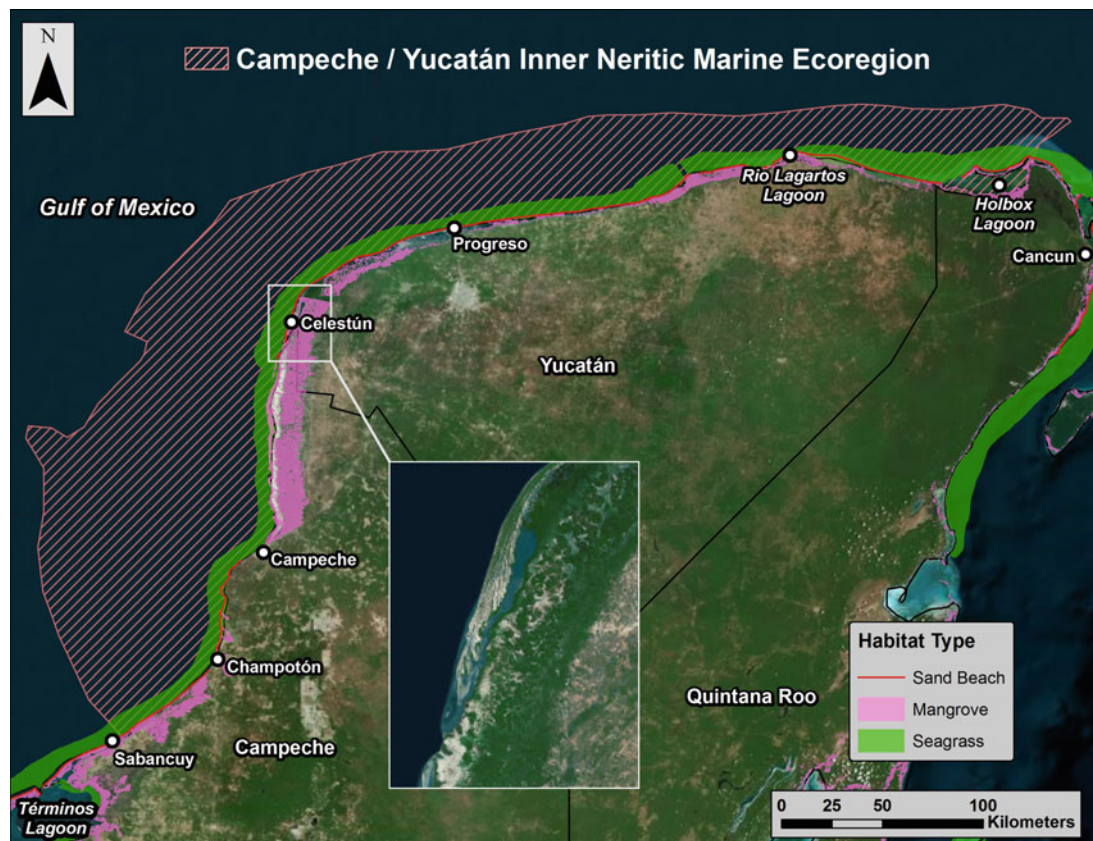 N
Campeche / Yucatán Inner Neritic Marine Ecoregion
Gulf of Mexico
Rio Lagartos
Lagoon
Holbox
Lagoon
Progreso
Cancun
Celestún
Yucatán
Campeche
Champotón
Quintana Roo
Sabancuy
Campeche
Términos
Lagoon
Habitat Type
Sand Beach
Mangrove
Seagrass
0 25 50 100
Kilometers